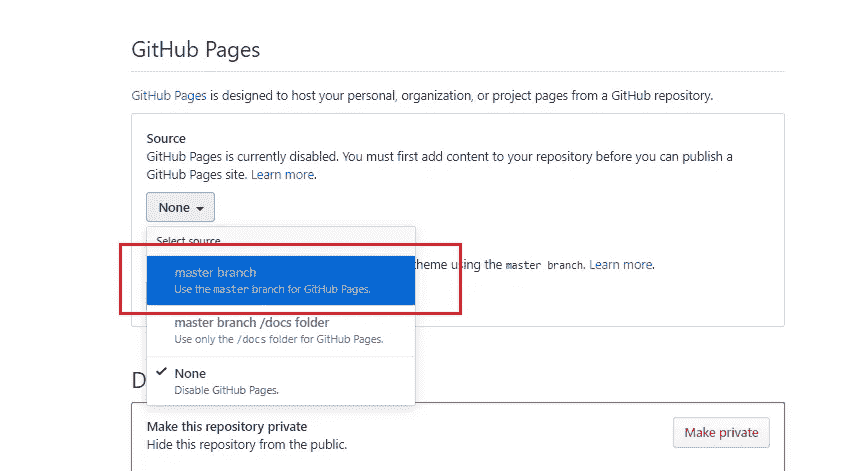 GitHub Pages
GitHub Pages is designed to host your personal, organization, or project pages from a GitHub repository.
Source
GitHub Pages is currently disabled. You must first add content to your repository before you can publish a
GitHub Pages site. Learn more.
None
Select source
heme using the master branch. Learn more.
master branch
Use the master branch for GitHub Pages.
master branch /docs folder
Use only the /docs folder for GitHub Pages.
None
Disable GitHub Pages.
D
Make this repository private
Hide this repository from the public.
Make private